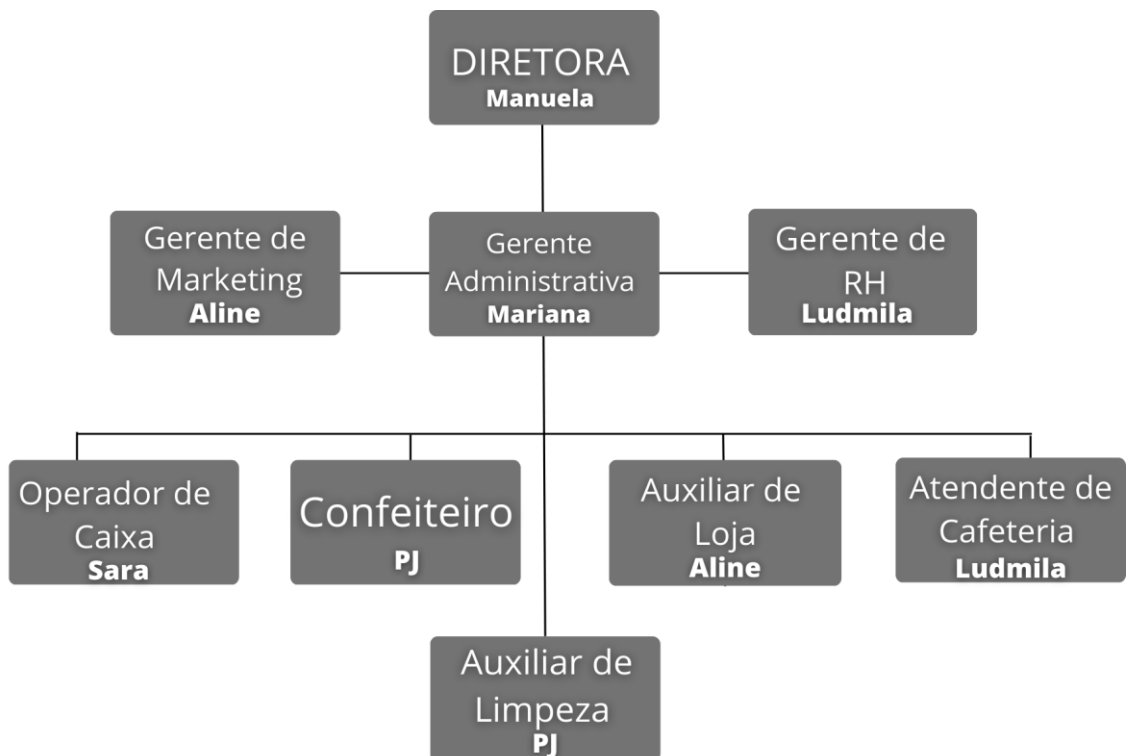 DIRETORA
Manuela
Gerente de
Marketing
Aline
Gerente
Administrativa
Mariana
Gerente de
RH
Ludmila
Operador de
Caixa
Sara
Confeiteiro
PJ
Auxiliar de
Loja
Aline
Atendente de
Cafeteria
Ludmila
Auxiliar de
Limpeza
PJ